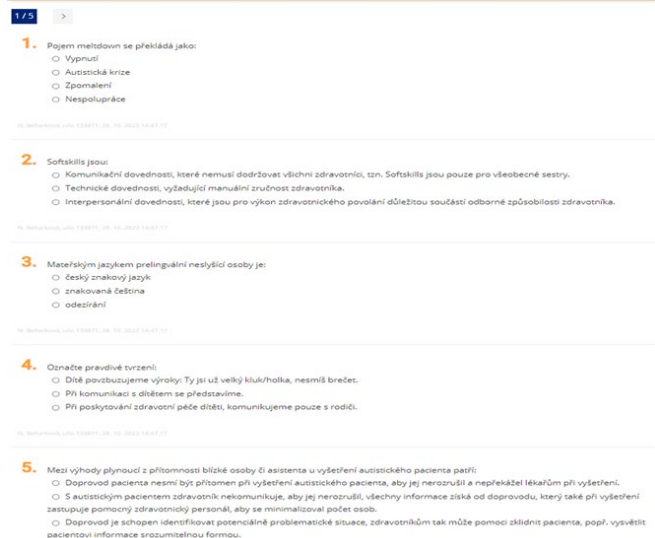 1 / 5 >
1. Pojem meltdown se překládá jako:
Vypnutí
Autistická krize
Zpomalení
Nespolupráce
2. Softskills jsou:
Komunikační dovednosti, které nemusí dodržovat všichni zdravotníci, tzn. Softskills jsou pouze pro všeobecné sestry.
Technické dovednosti, vyžadující manuální zručnost zdravotníka.
Interpersonální dovednosti, které jsou pro výkon zdravotnického povolání důležitou součástí odborné způsobilosti zdravotníka.
3. Mateřským jazykem prelingvální neslyšící osoby je:
český znakový jazyk
znakovaná čeština
odezírání
4. Označte pravdivé tvrzení:
Dítě povzbuzujeme výroky: Ty jsi už velký kluk/holka, nesmíš brečet.
Při komunikaci s dítětem se představíme.
Při poskytování zdravotní péče dítěti, komunikujeme pouze s rodiči.
5. Mezi výhody plynoucí z přítomnosti blízké osoby či asistenta u vyšetření autistického pacienta patří:
Doprovod pacienta nesmí být přítomen při vyšetření autistického pacienta, aby jej nerozrušil a nepřekážel lékařům při vyšetření.
S autistickým pacientem zdravotník nekomunikuje, aby jej nerozrušil, všechny informace získá od doprovodu, který také při vyšetření
zastupuje pomocný zdravotnický personál, aby se minimalizoval počet osob.
Doprovod je schopen identifikovat potenciálně problematické situace, zdravotníkům tak může pomoci zklidnit pacienta, popř. vysvětlit
pacientovi informace srozumitelnou formou.